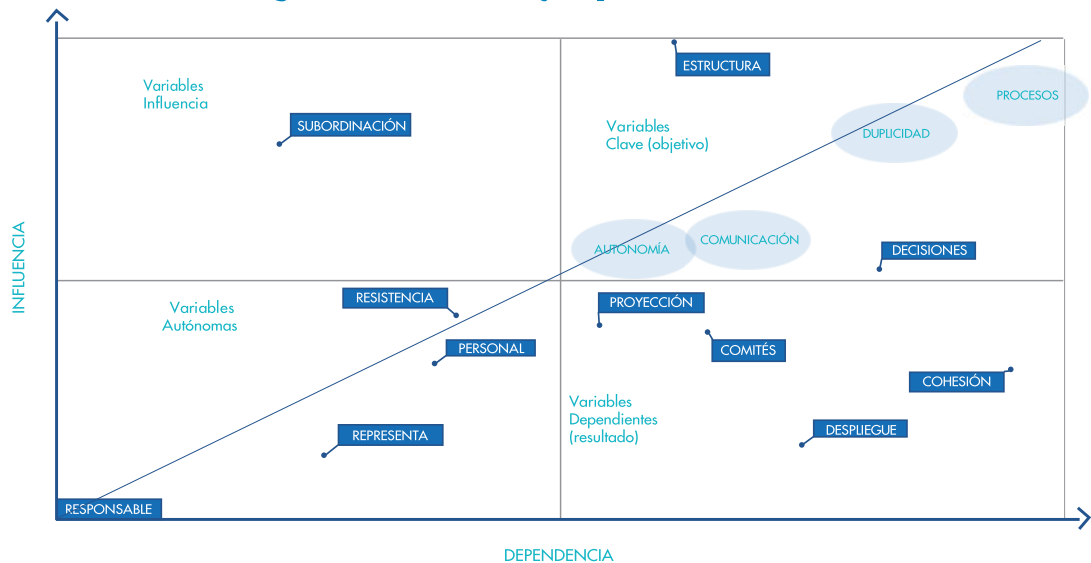 ESTRUCTURA
Variables
Influencia
PROCESOS
SUBORDINACIÓN
Variables
Clave (objetivo)
DUPLICIDAD
AUTONOMÍA
COMUNICACIÓN
DECISIONES
INFLUENCIA
RESISTENCIA
PROYECCIÓN
Variables
Autónomas
PERSONAL
COMITÉS
COHESIÓN
Variables
Dependientes
(resultado)
REPRESENTA
DESPLIEGUE
RESPONSABLE
DEPENDENCIA